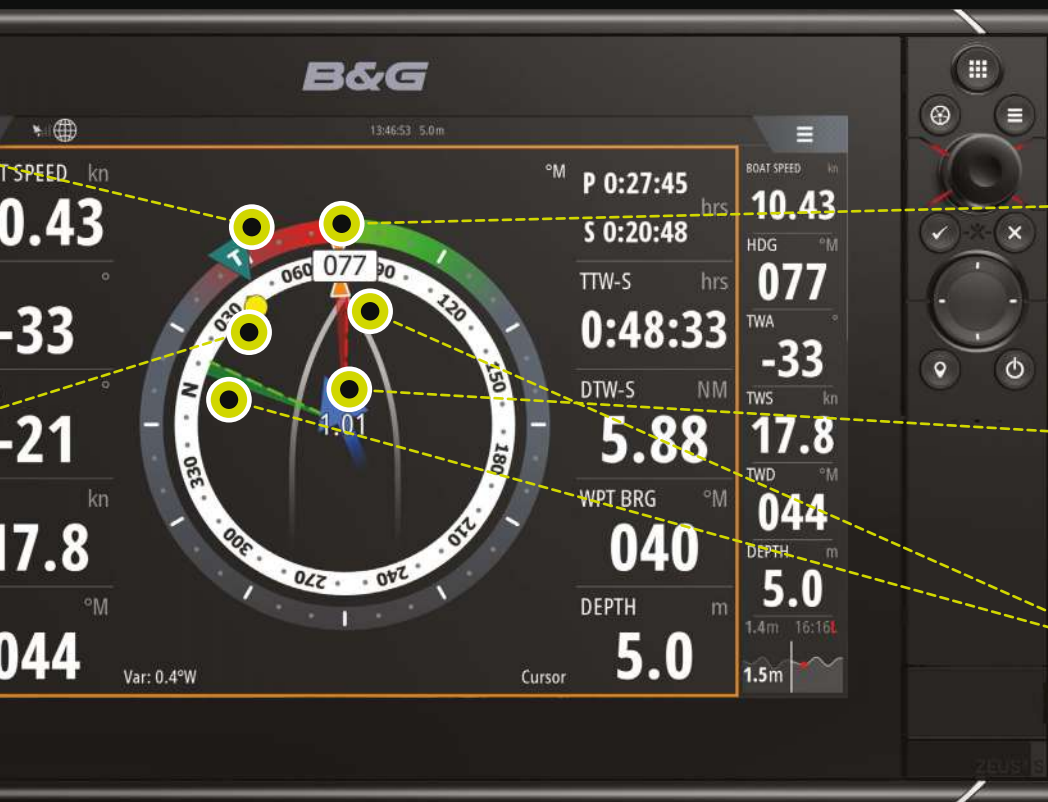 B&G
13:46:53 5.0m
T SPEED kn
0.43
°
-33
°
-21
kn
17.8
°M
044
T
077
030
060
90
120
150
180
210
240
270
300
330
N
1.01
Var: 0.4°W
Cursor
°M
P 0:27:45
hrs
S 0:20:48
TTW-S hrs
0:48:33
DTW-S NM
5.88
WPT BRG °M
040
DEPTH m
5.0
BOAT SPEED kn
10.43
HDG °M
077
TWA °
-33
TWS kn
17.8
TWD °M
044
DEPTH m
5.0
1.4m 16:16L
1.5m
ZEUS³S